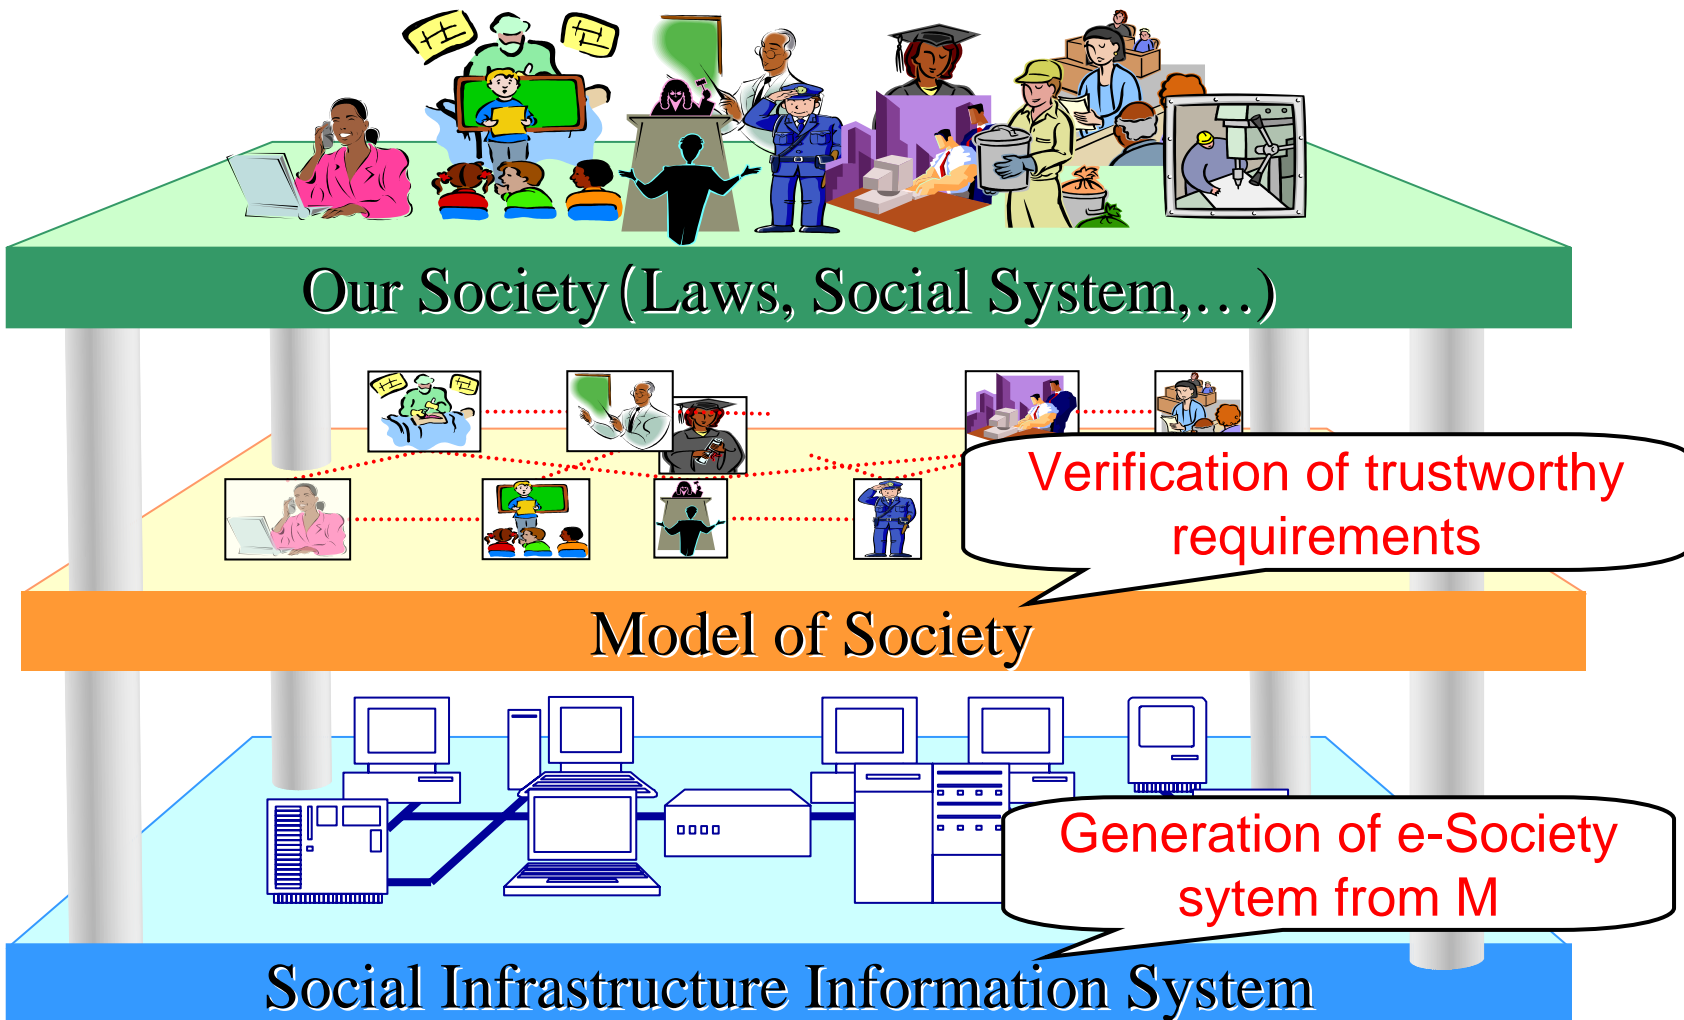 Our Society(Laws, Social System,…)
Verification of trustworthy
requirements
Model of Society
Generation of e-Society
sytem from M
Social Infrastructure Information System